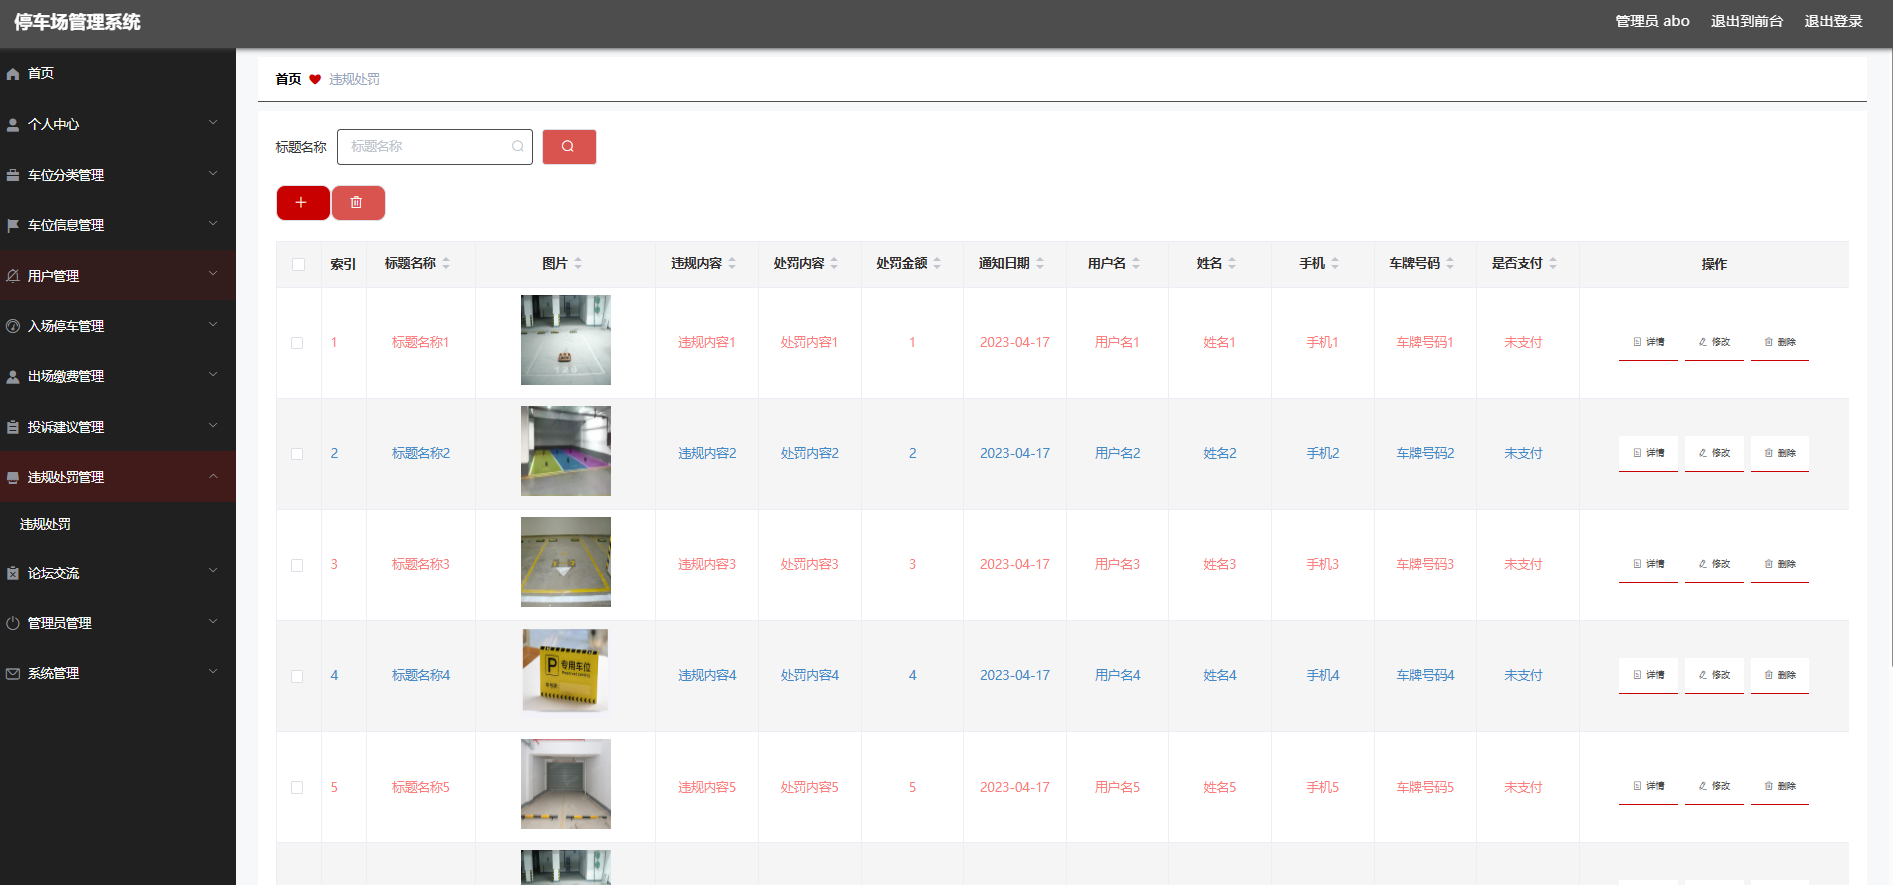 停车场管理系统
管理员 abo 退出到前台 退出登录
首页
个人中心
车位分类管理
车位信息管理
用户管理
入场停车管理
出场缴费管理
投诉建议管理
违规处罚管理
违规处罚
论坛交流
管理员管理
系统管理
首页 违规处罚
标题名称 标题名称
索引 标题名称 图片 违规内容 处罚内容 处罚金额 通知日期 用户名 姓名 手机 车牌号码 是否支付 操作
1 标题名称1 违规内容1 处罚内容1 1 2023-04-17 用户名1 姓名1 手机1 车牌号码1 未支付 详情 修改 删除
2 标题名称2 违规内容2 处罚内容2 2 2023-04-17 用户名2 姓名2 手机2 车牌号码2 未支付 详情 修改 删除
3 标题名称3 违规内容3 处罚内容3 3 2023-04-17 用户名3 姓名3 手机3 车牌号码3 未支付 详情 修改 删除
P 专用车位
4 标题名称4 违规内容4 处罚内容4 4 2023-04-17 用户名4 姓名4 手机4 车牌号码4 未支付 详情 修改 删除
5 标题名称5 违规内容5 处罚内容5 5 2023-04-17 用户名5 姓名5 手机5 车牌号码5 未支付 详情 修改 删除